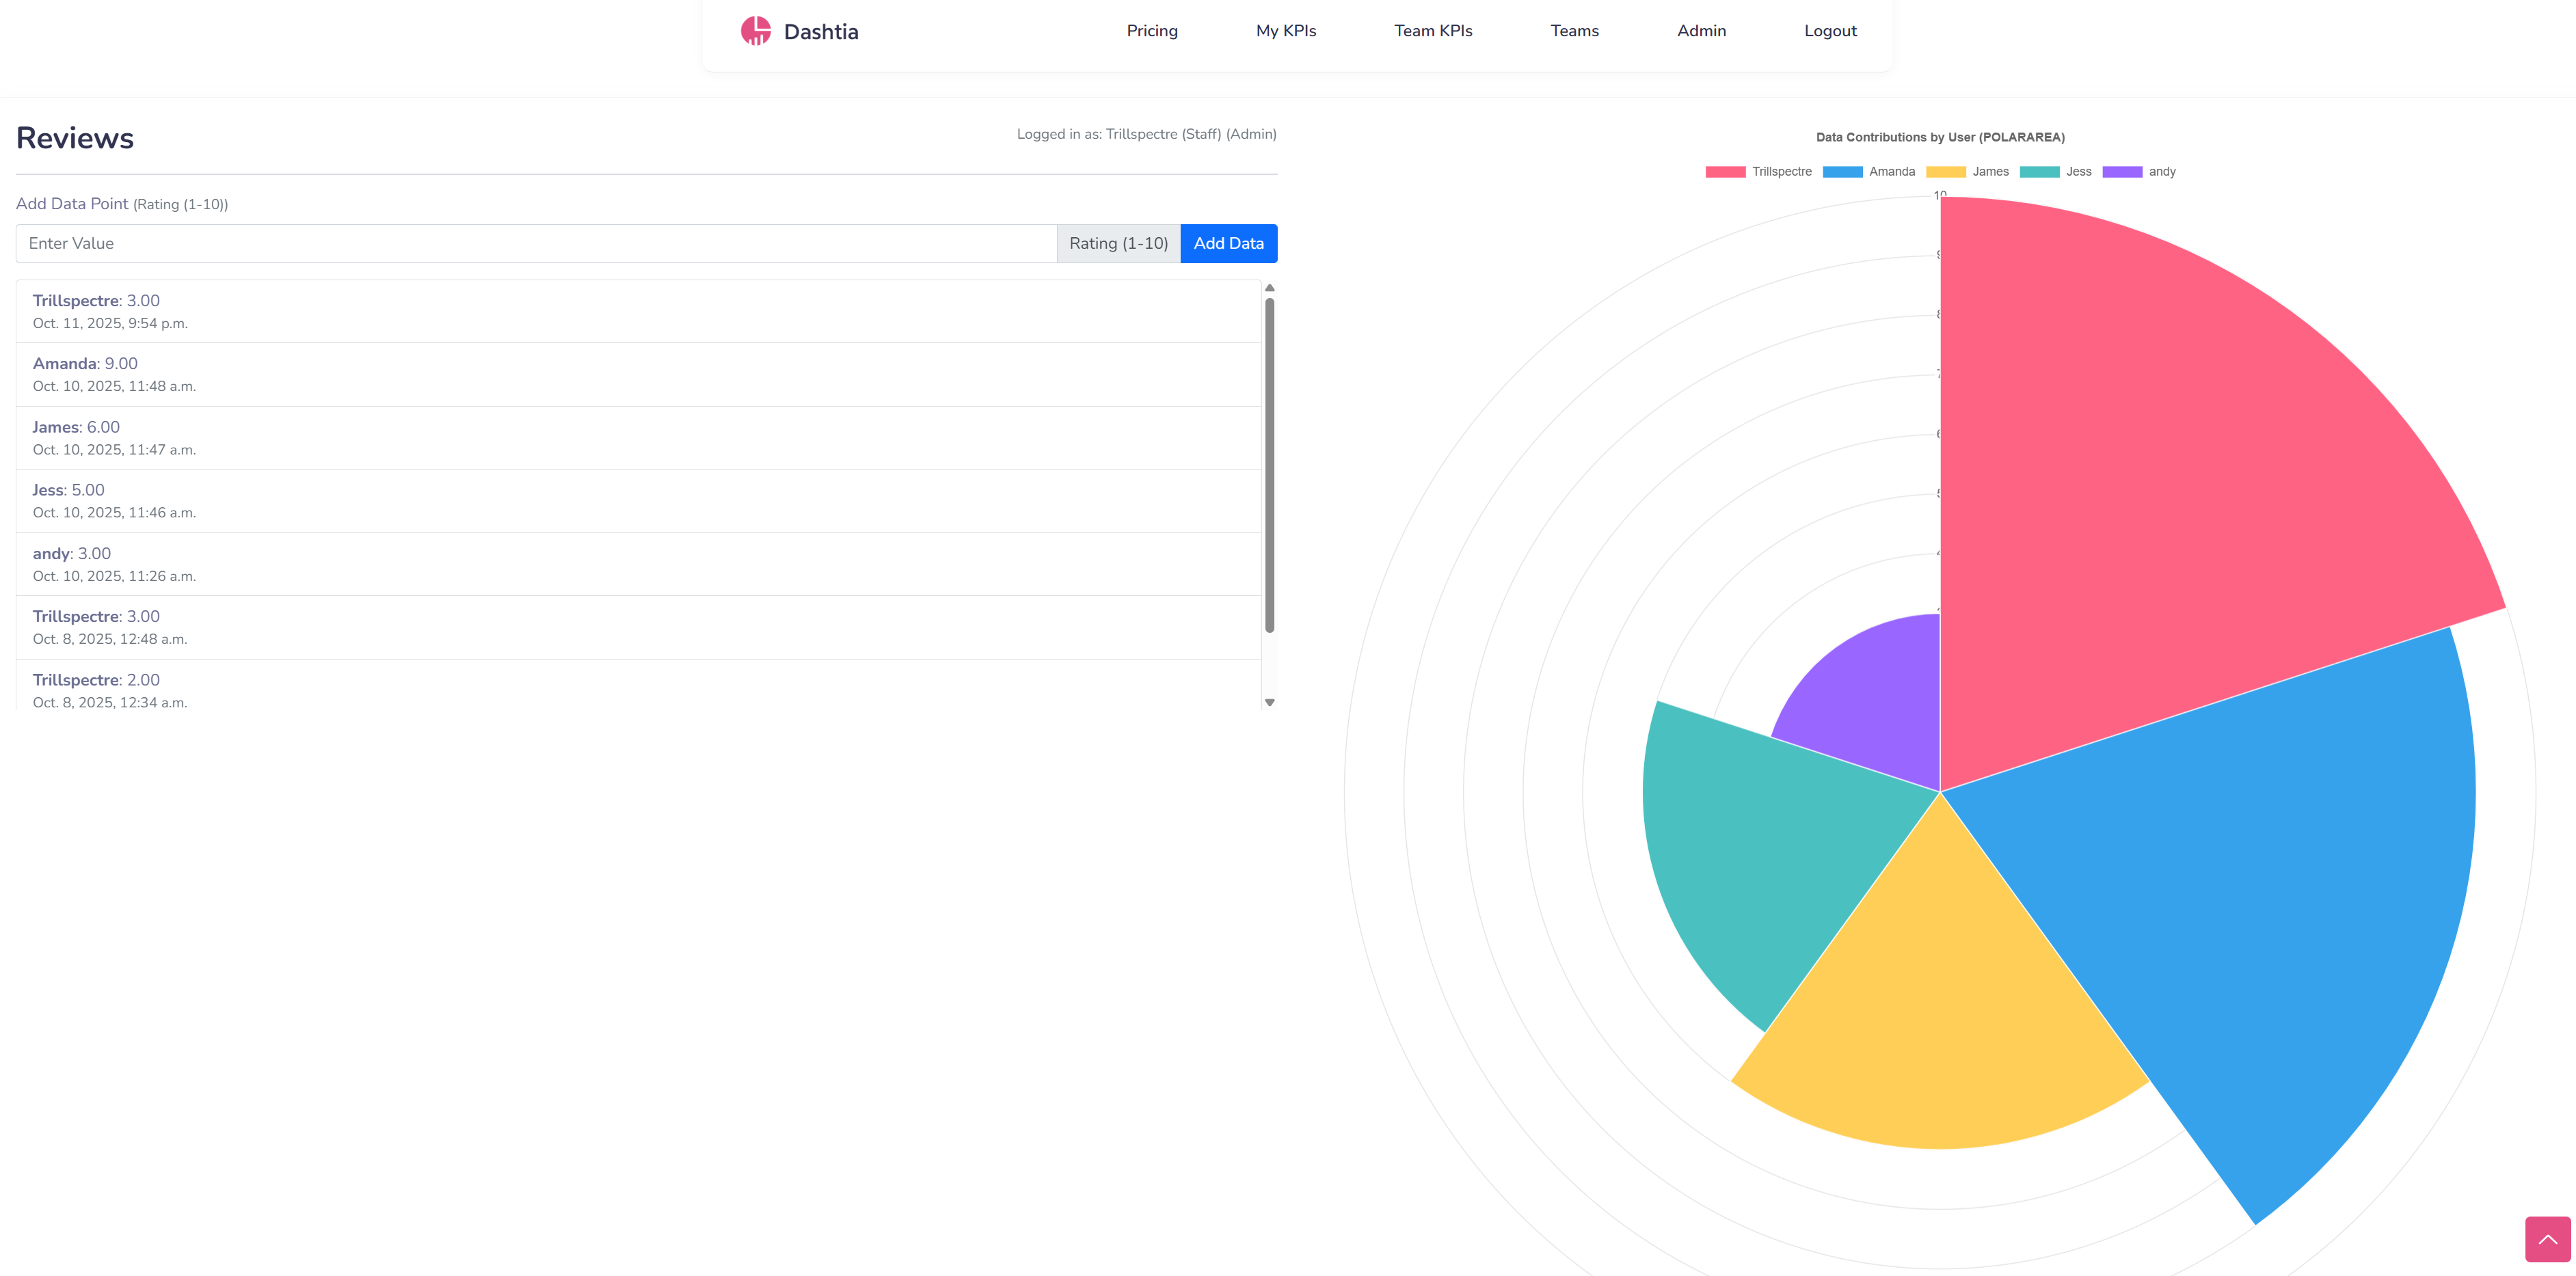 Dashtia
Pricing
My KPIs
Team KPIs
Teams
Admin
Logout
Reviews
Logged in as: Trillspectre (Staff) (Admin)
Add Data Point (Rating (1-10))
Enter Value
Rating (1-10)
Add Data
Trillspectre: 3.00
Oct. 11, 2025, 9:54 p.m.
Amanda: 9.00
Oct. 10, 2025, 11:48 a.m.
James: 6.00
Oct. 10, 2025, 11:47 a.m.
Jess: 5.00
Oct. 10, 2025, 11:46 a.m.
andy: 3.00
Oct. 10, 2025, 11:26 a.m.
Trillspectre: 3.00
Oct. 8, 2025, 12:48 a.m.
Trillspectre: 2.00
Oct. 8, 2025, 12:34 a.m.
Data Contributions by User (POLARAREA)
Trillspectre Amanda James Jess andy
10